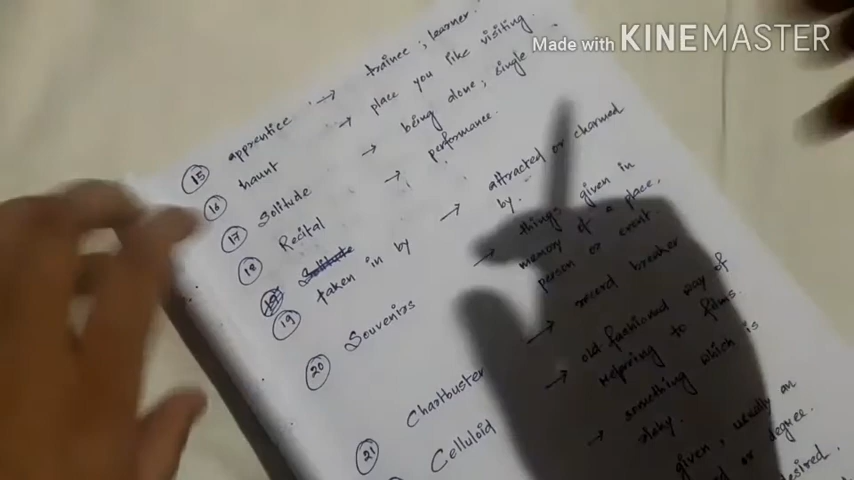 Made with KINEMASTER
15 apprentice → trainee, learner.
16 haunt → place you like visiting.
17 Solitude → being alone, single
18 Recital → performance.
19 Solitude
19 taken in by → attracted or charmed
by.
20 Souvenirs → things given in
memory of a place,
person or event.
21 Chartbuster → record breaker
Celluloid → old fashioned way of
referring to films.
→ something which is
given, usually an
or degree.
desired.